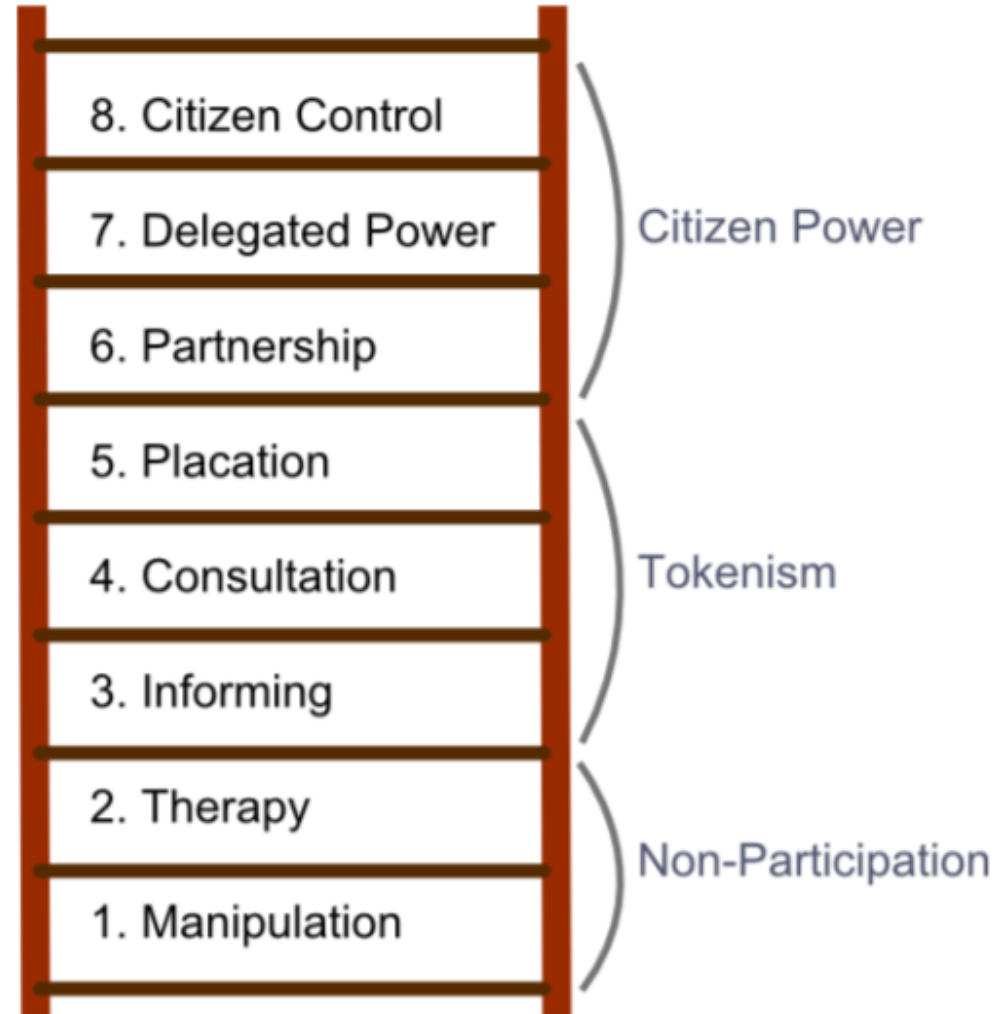 8. Citizen Control
7. Delegated Power
Citizen Power
6. Partnership
5. Placation
4. Consultation
Tokenism
3. Informing
2. Therapy
Non-Participation
1. Manipulation